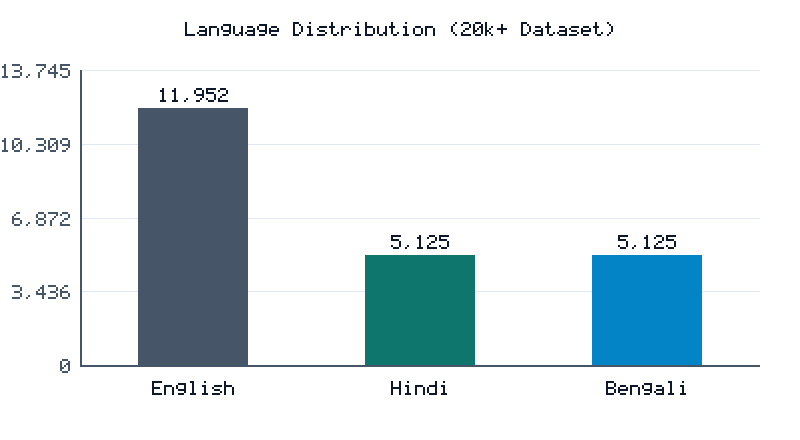 Language Distribution (20k+ Dataset)
13,745
11,952
10,309
6,872
5,125
5,125
3,436
0
English
Hindi
Bengali